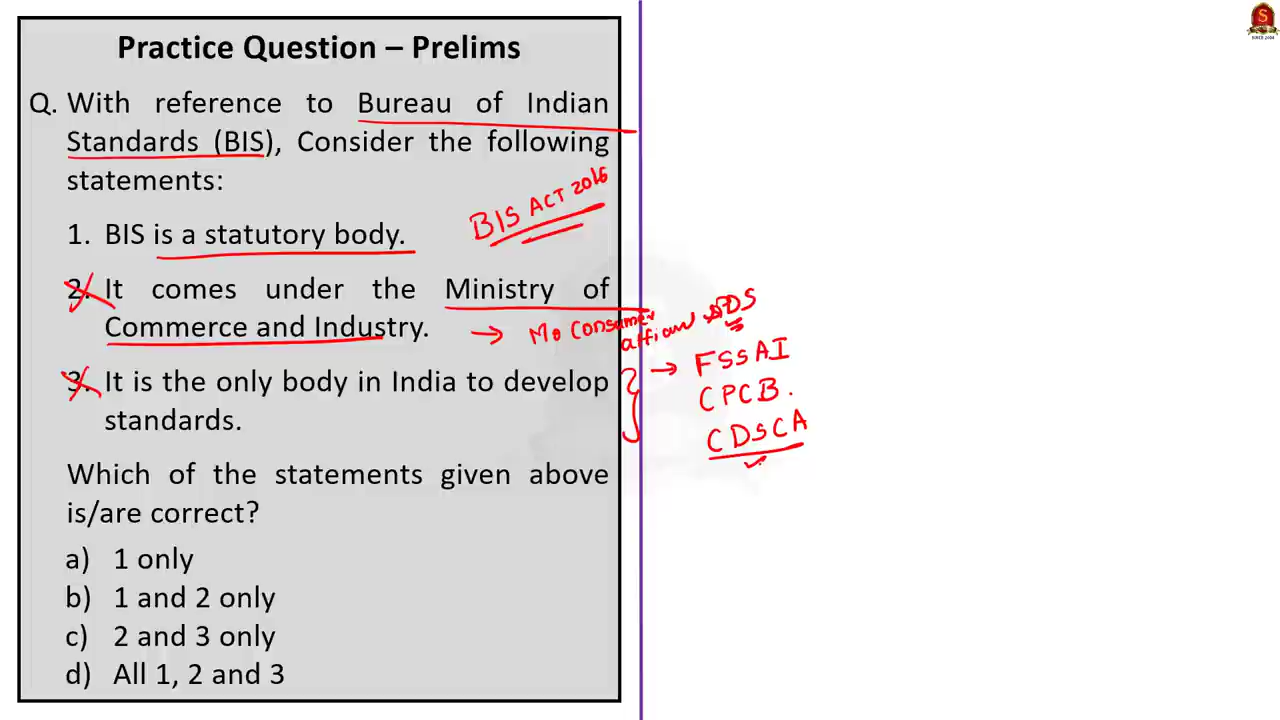 Practice Question – Prelims
Q. With reference to Bureau of Indian
Standards (BIS), Consider the following
statements:
BIS ACT 2016
1. BIS is a statutory body.
2. It comes under the Ministry of
Commerce and Industry.
→ Mo Consumer
PDS
3. It is the only body in India to develop
standards.
→ FSSAI
CPCB.
CDSCA
Which of the statements given above
is/are correct?
a) 1 only
b) 1 and 2 only
c) 2 and 3 only
d) All 1, 2 and 3
S
SINCE 2004